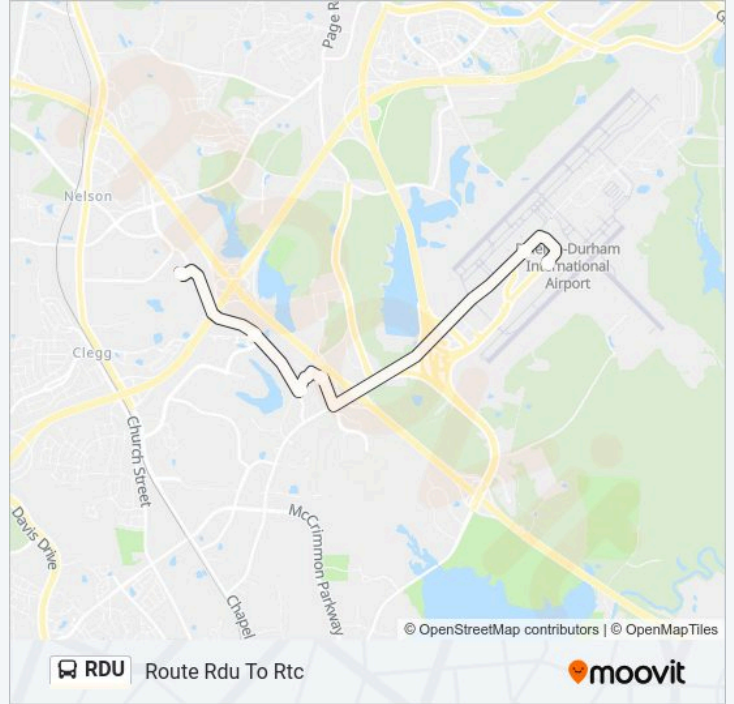 Page R
G
Nelson
-Durham
International
Airport
Clegg
Church Street
Davis Drive
McCrimmon Parkway
Chapel
© OpenStreetMap contributors | © OpenMapTiles
RDU Route Rdu To Rtc moovit